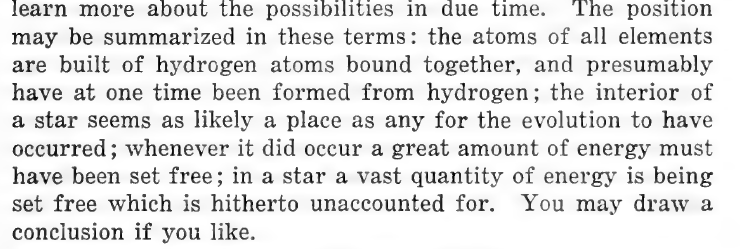 learn more about the possibilities in due time. The position
may be summarized in these terms: the atoms of all elements
are built of hydrogen atoms bound together, and presumably
have at one time been formed from hydrogen; the interior of
a star seems as likely a place as any for the evolution to have
occurred; whenever it did occur a great amount of energy must
have been set free; in a star a vast quantity of energy is being
set free which is hitherto unaccounted for. You may draw a
conclusion if you like.